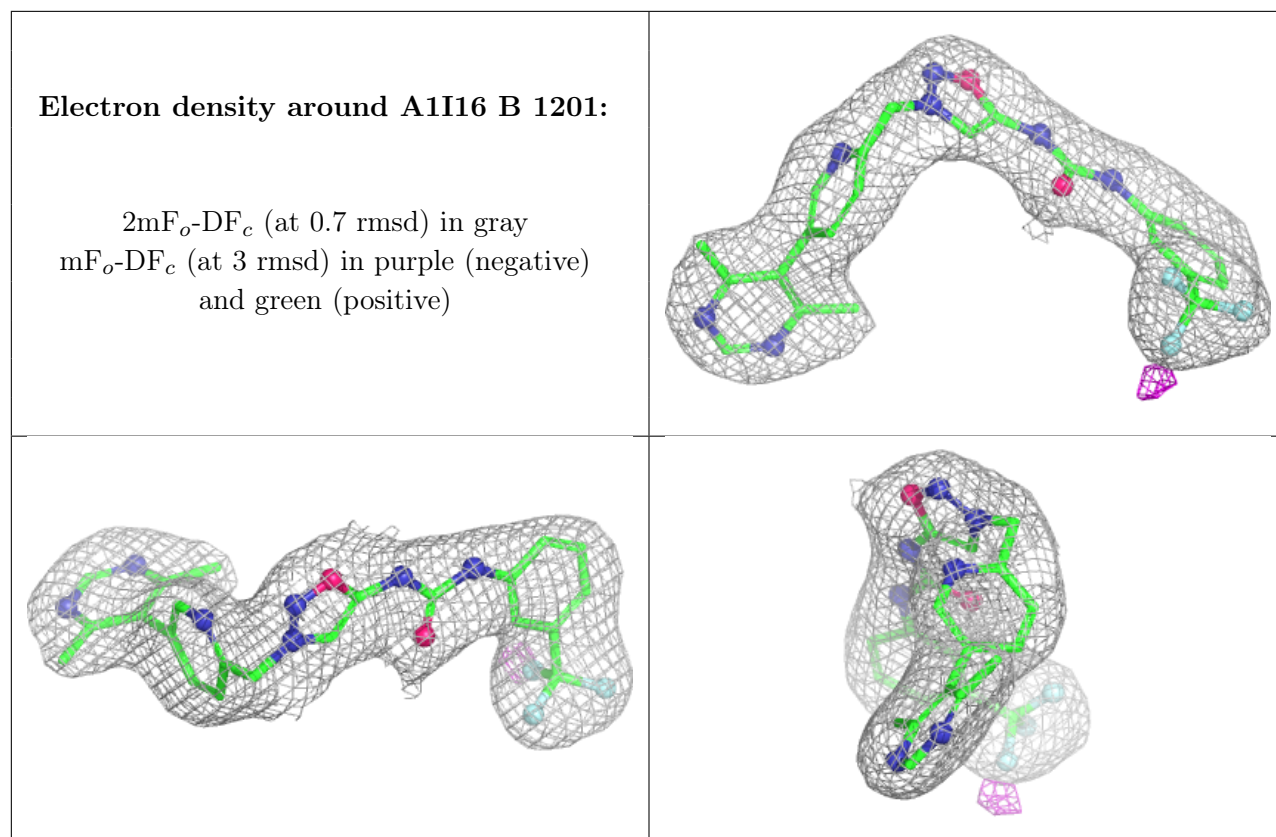 Electron density around A1I16 B 1201:
2mFₒ-DF𝒸 (at 0.7 rmsd) in gray
mFₒ-DF𝒸 (at 3 rmsd) in purple (negative)
and green (positive)